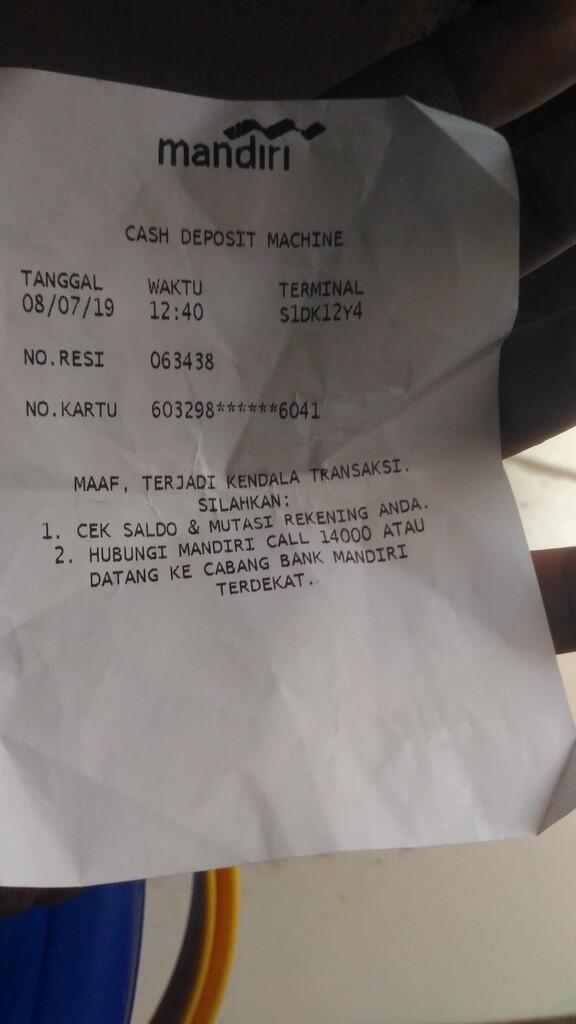 mandiri
CASH DEPOSIT MACHINE
TANGGAL WAKTU TERMINAL
08/07/19 12:40 S1DK12Y4
NO.RESI 063438
NO.KARTU 603298******6041
MAAF, TERJADI KENDALA TRANSAKSI.
SILAHKAN:
1. CEK SALDO & MUTASI REKENING ANDA.
2. HUBUNGI MANDIRI CALL 14000 ATAU
DATANG KE CABANG BANK MANDIRI
TERDEKAT.